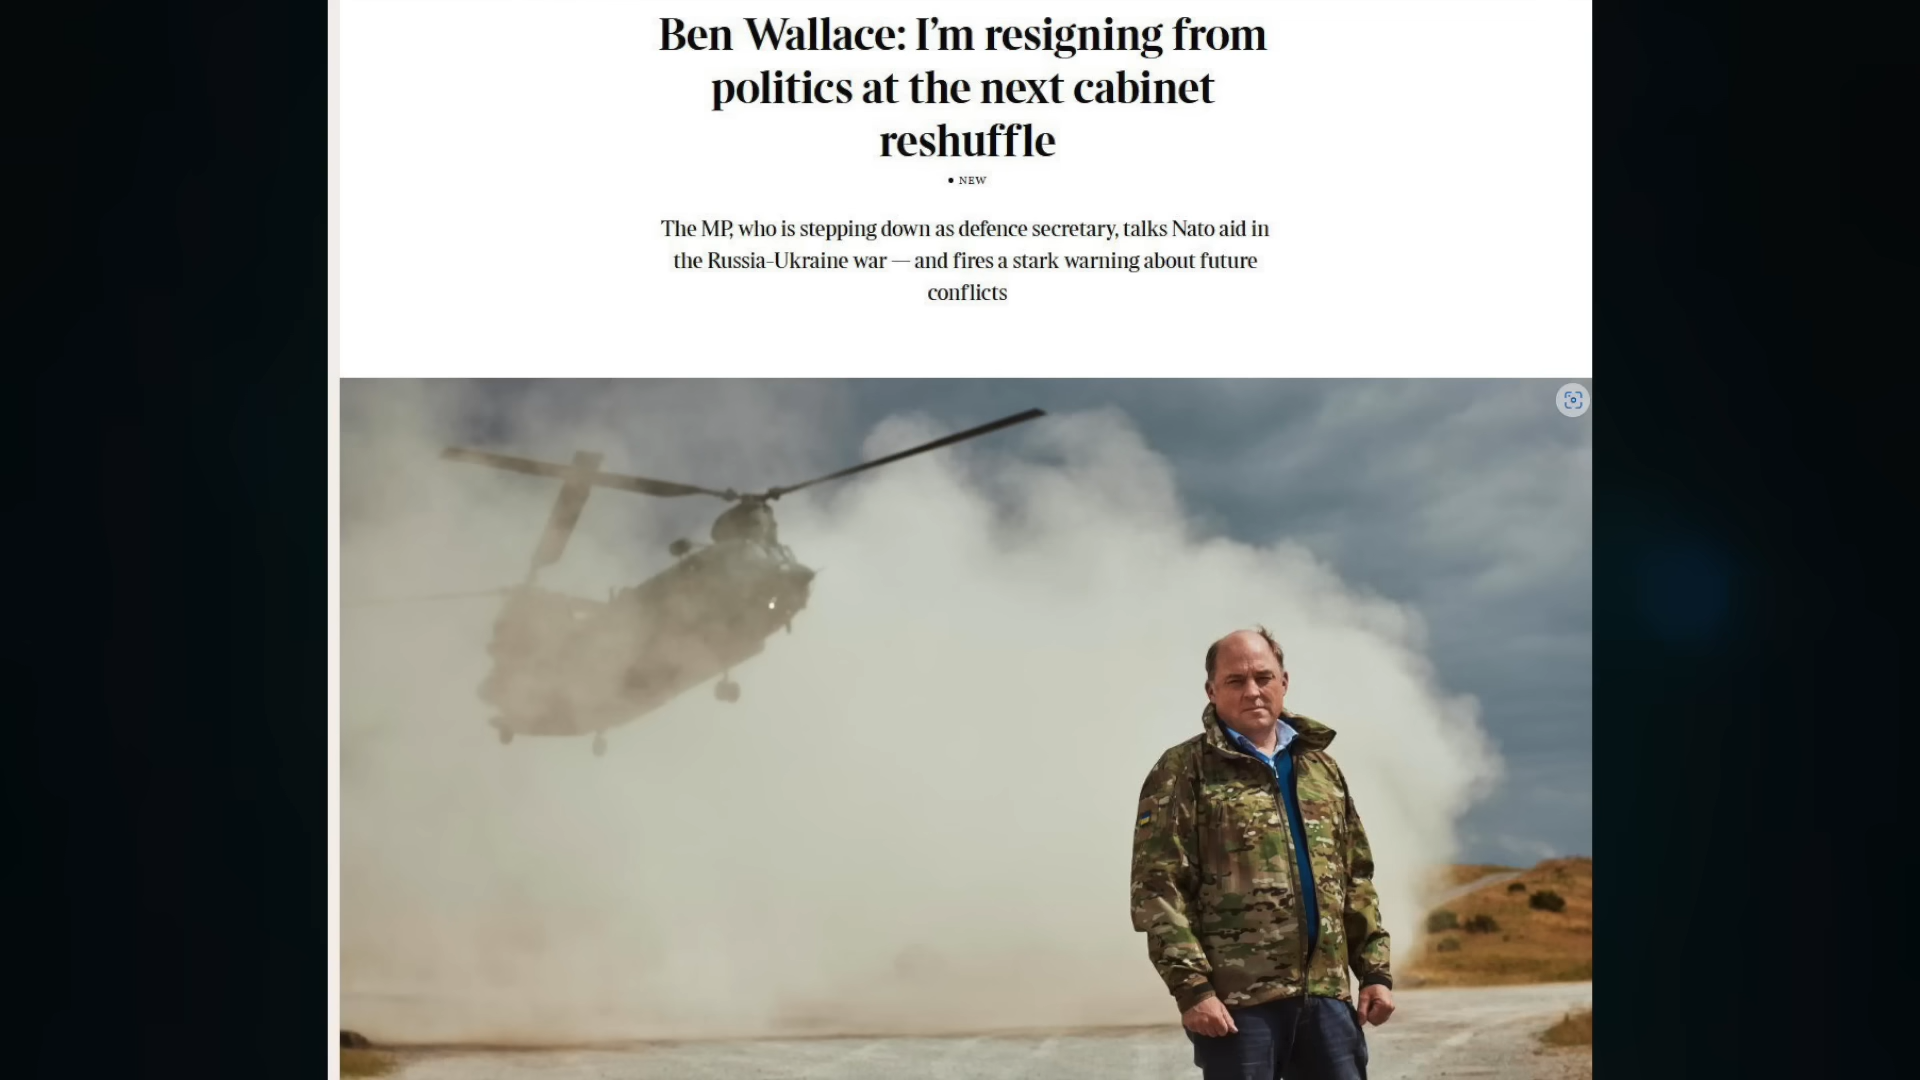 Ben Wallace: I’m resigning from
politics at the next cabinet
reshuffle
• NEW
The MP, who is stepping down as defence secretary, talks Nato aid in
the Russia-Ukraine war — and fires a stark warning about future
conflicts